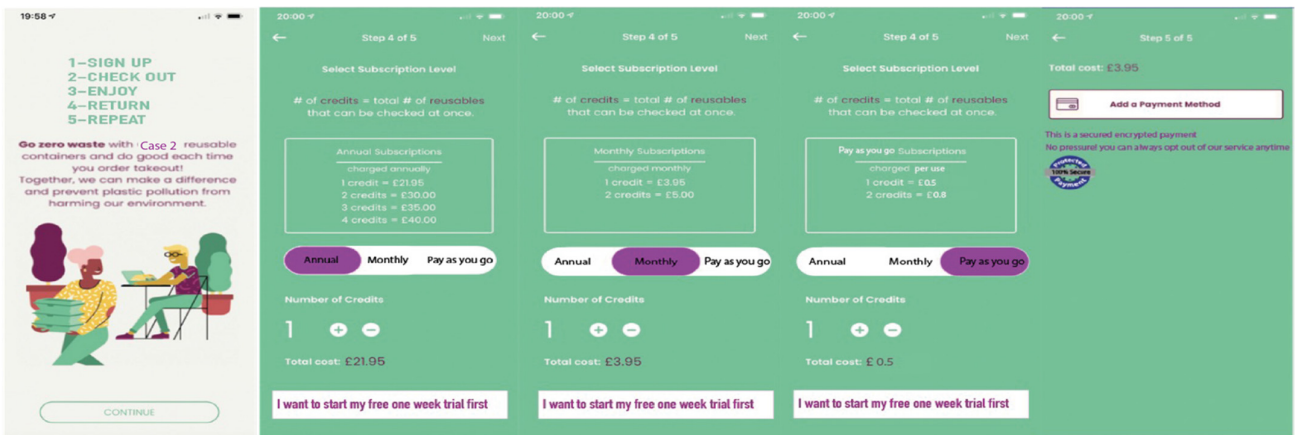 19:58
1-SIGN UP
2-CHECK OUT
3-ENJOY
4-RETURN
5-REPEAT
Go zero waste with Case 2 reusable
containers and do good each time
you order takeout!
Together, we can make a difference
and prevent plastic pollution from
harming our environment.
CONTINUE
20:00
Step 4 of 5 Next
Select Subscription Level
# of credits = total # of reusables
that can be checked at once.
Annual Subscriptions
charged annually
1 credit = £21.95
2 credits = £30.00
3 credits = £35.00
4 credits = £40.00
Annual Monthly Pay as you go
Number of Credits
1
Total cost: £21.95
I want to start my free one week trial first
20:00
Step 4 of 5 Next
Select Subscription Level
# of credits = total # of reusables
that can be checked at once.
Monthly Subscriptions
charged monthly
1 credit = £3.95
2 credits = £5.00
Annual Monthly Pay as you go
Number of Credits
1
Total cost: £3.95
I want to start my free one week trial first
20:00
Step 4 of 5 Next
Select Subscription Level
# of credits = total # of reusables
that can be checked at once.
Pay as you go Subscriptions
charged per use
1 credit = £0.5
2 credits = £0.8
Annual Monthly Pay as you go
Number of Credits
1
Total cost: £ 0.5
I want to start my free one week trial first
20:00
Step 5 of 5
Total cost: £3.95
Add a Payment Method
This is a secured encrypted payment
No pressure! you can always opt out of our service anytime
Protected
100% Secure
Payment